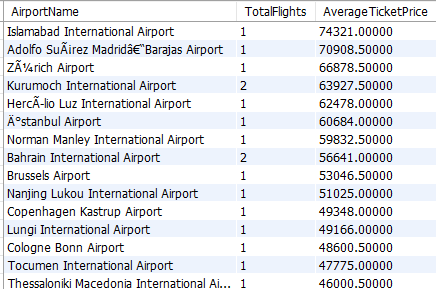 AirportName TotalFlights AverageTicketPrice
Islamabad International Airport 1 74321.00000
Adolfo SuÃ¡rez Madridâ€“Barajas Airport 1 70908.50000
ZÃ¼rich Airport 1 66878.50000
Kurumoch International Airport 2 63927.50000
HercÃ­lio Luz International Airport 1 62478.00000
Ä°stanbul Airport 1 60684.00000
Norman Manley International Airport 1 59832.50000
Bahrain International Airport 2 56641.00000
Brussels Airport 1 53046.50000
Nanjing Lukou International Airport 1 51025.00000
Copenhagen Kastrup Airport 1 49348.00000
Lungi International Airport 1 49166.00000
Cologne Bonn Airport 1 48600.50000
Tocumen International Airport 1 47775.00000
Thessaloniki Macedonia International Ai... 1 46000.50000